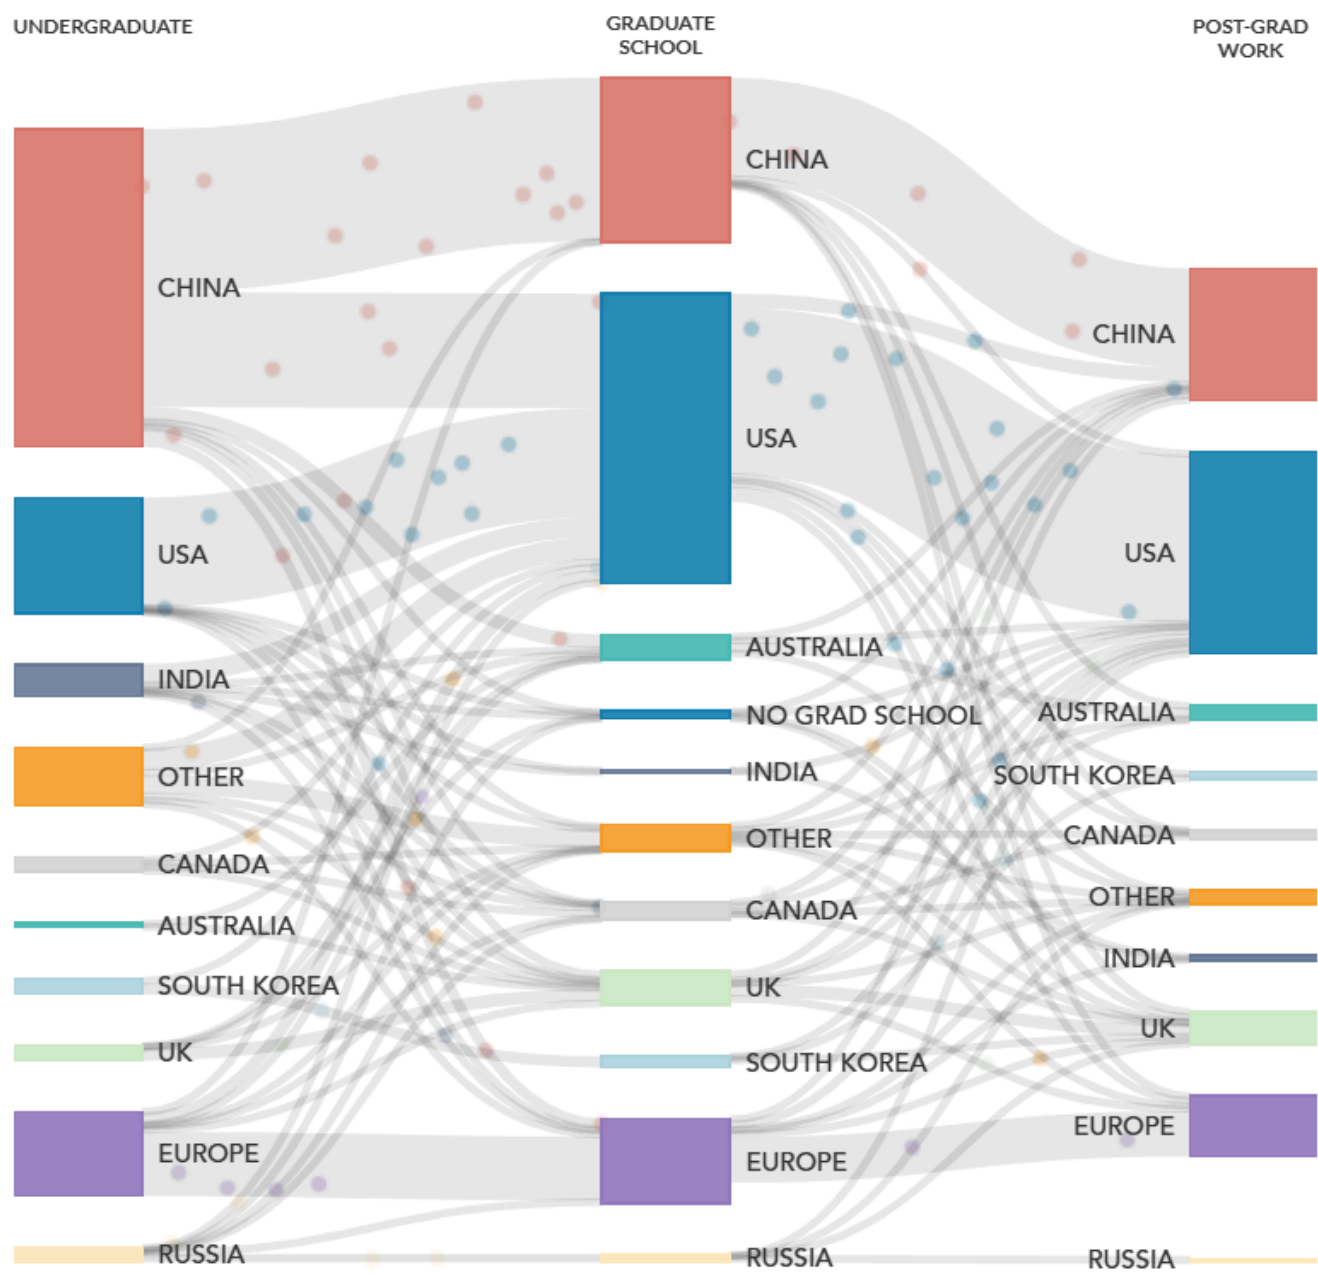 UNDERGRADUATE
GRADUATE
SCHOOL
POST-GRAD
WORK
CHINA
USA
INDIA
OTHER
CANADA
AUSTRALIA
SOUTH KOREA
UK
EUROPE
RUSSIA
CHINA
USA
AUSTRALIA
NO GRAD SCHOOL
INDIA
OTHER
CANADA
UK
SOUTH KOREA
EUROPE
RUSSIA
CHINA
USA
AUSTRALIA
SOUTH KOREA
CANADA
OTHER
INDIA
UK
EUROPE
RUSSIA